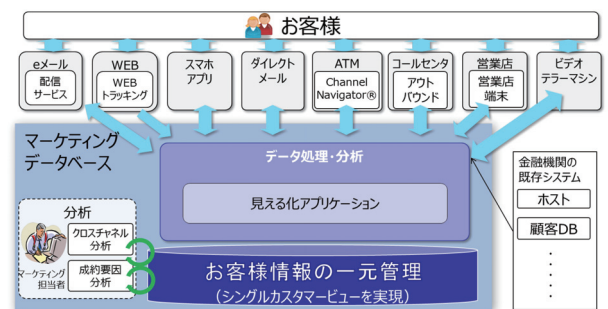 お客様
eメール
配信
サービス
WEB
WEB
トラッキング
スマホ
アプリ
ダイレクト
メール
ATM
Channel
Navigator®
コールセンタ
アウト
バウンド
営業店
営業店
端末
ビデオ
テラーマシン
マーケティング
データベース
データ処理・分析
見える化アプリケーション
分析
クロスチャネル
分析
成約要因
分析
マーケティング
担当者
お客様情報の一元管理
(シングルカスタマービューを実現)
金融機関の
既存システム
ホスト
顧客DB